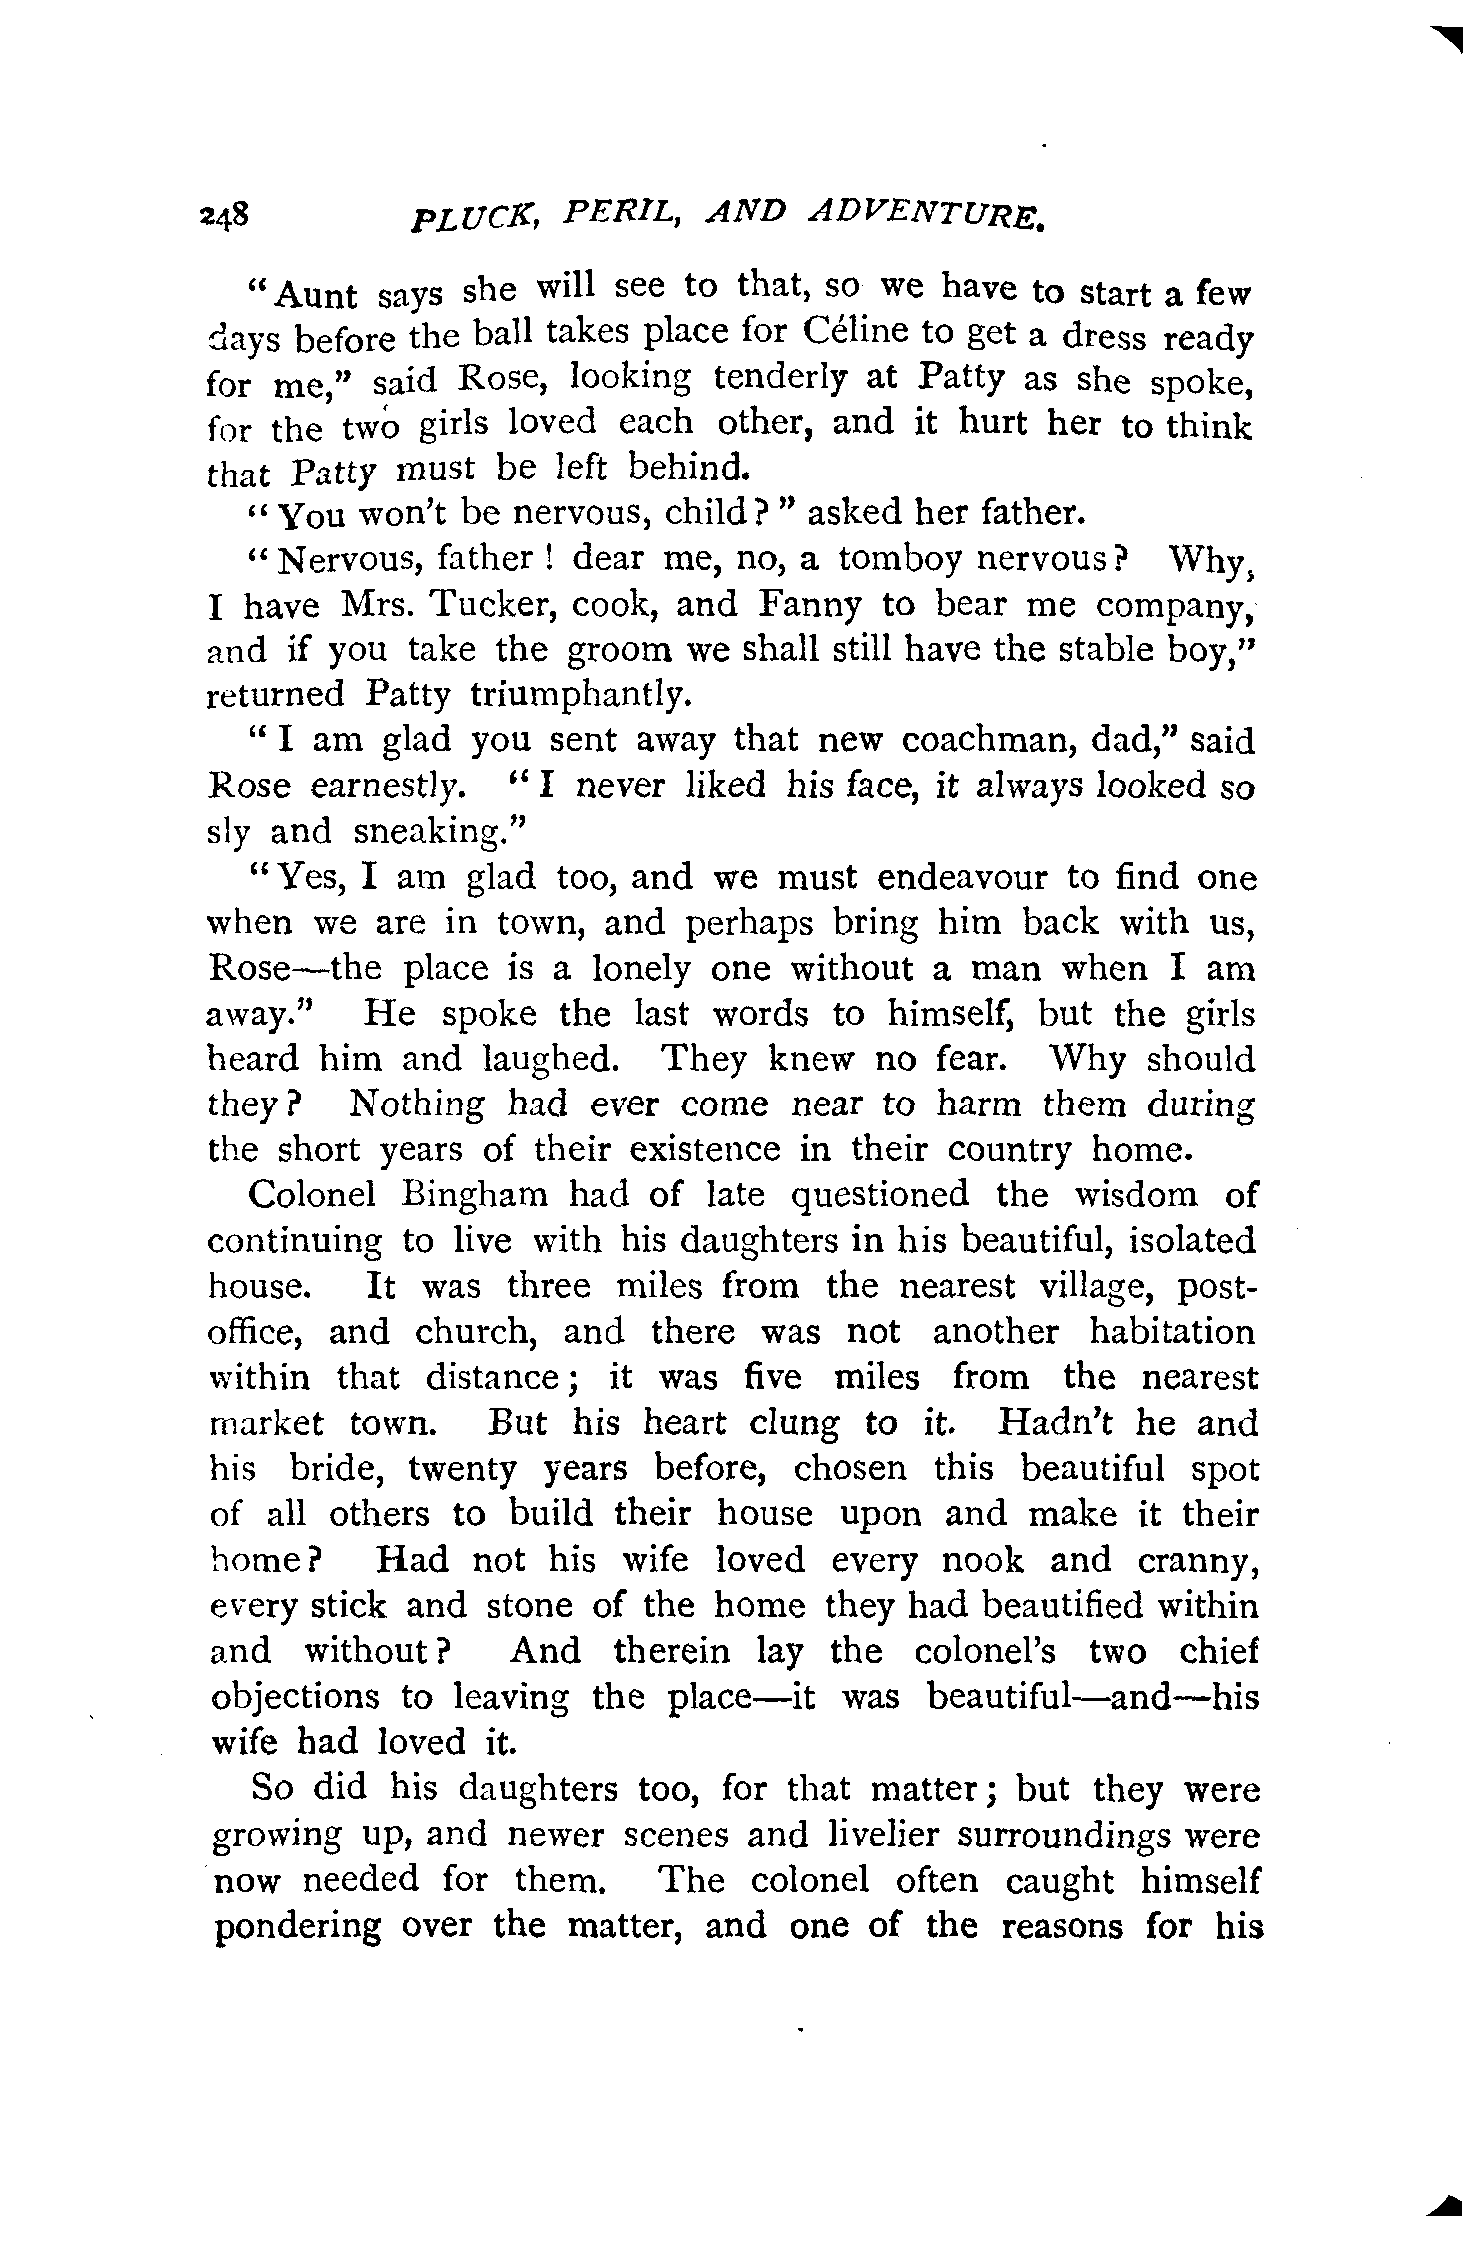 248 PLUCK, PERIL, AND ADVENTURE.
"Aunt says she will see to that, so we have to start a few
days before the ball takes place for Céline to get a dress ready
for me," said Rose, looking tenderly at Patty as she spoke,
for the two girls loved each other, and it hurt her to think
that Patty must be left behind.
"You won't be nervous, child?" asked her father.
"Nervous, father! dear me, no, a tomboy nervous? Why,
I have Mrs. Tucker, cook, and Fanny to bear me company,
and if you take the groom we shall still have the stable boy,"
returned Patty triumphantly.
"I am glad you sent away that new coachman, dad," said
Rose earnestly. "I never liked his face, it always looked so
sly and sneaking."
"Yes, I am glad too, and we must endeavour to find one
when we are in town, and perhaps bring him back with us,
Rose—the place is a lonely one without a man when I am
away." He spoke the last words to himself, but the girls
heard him and laughed. They knew no fear. Why should
they? Nothing had ever come near to harm them during
the short years of their existence in their country home.
Colonel Bingham had of late questioned the wisdom of
continuing to live with his daughters in his beautiful, isolated
house. It was three miles from the nearest village, post-
office, and church, and there was not another habitation
within that distance; it was five miles from the nearest
market town. But his heart clung to it. Hadn't he and
his bride, twenty years before, chosen this beautiful spot
of all others to build their house upon and make it their
home? Had not his wife loved every nook and cranny,
every stick and stone of the home they had beautified within
and without? And therein lay the colonel's two chief
objections to leaving the place—it was beautiful—and—his
wife had loved it.
So did his daughters too, for that matter; but they were
growing up, and newer scenes and livelier surroundings were
now needed for them. The colonel often caught himself
pondering over the matter, and one of the reasons for his